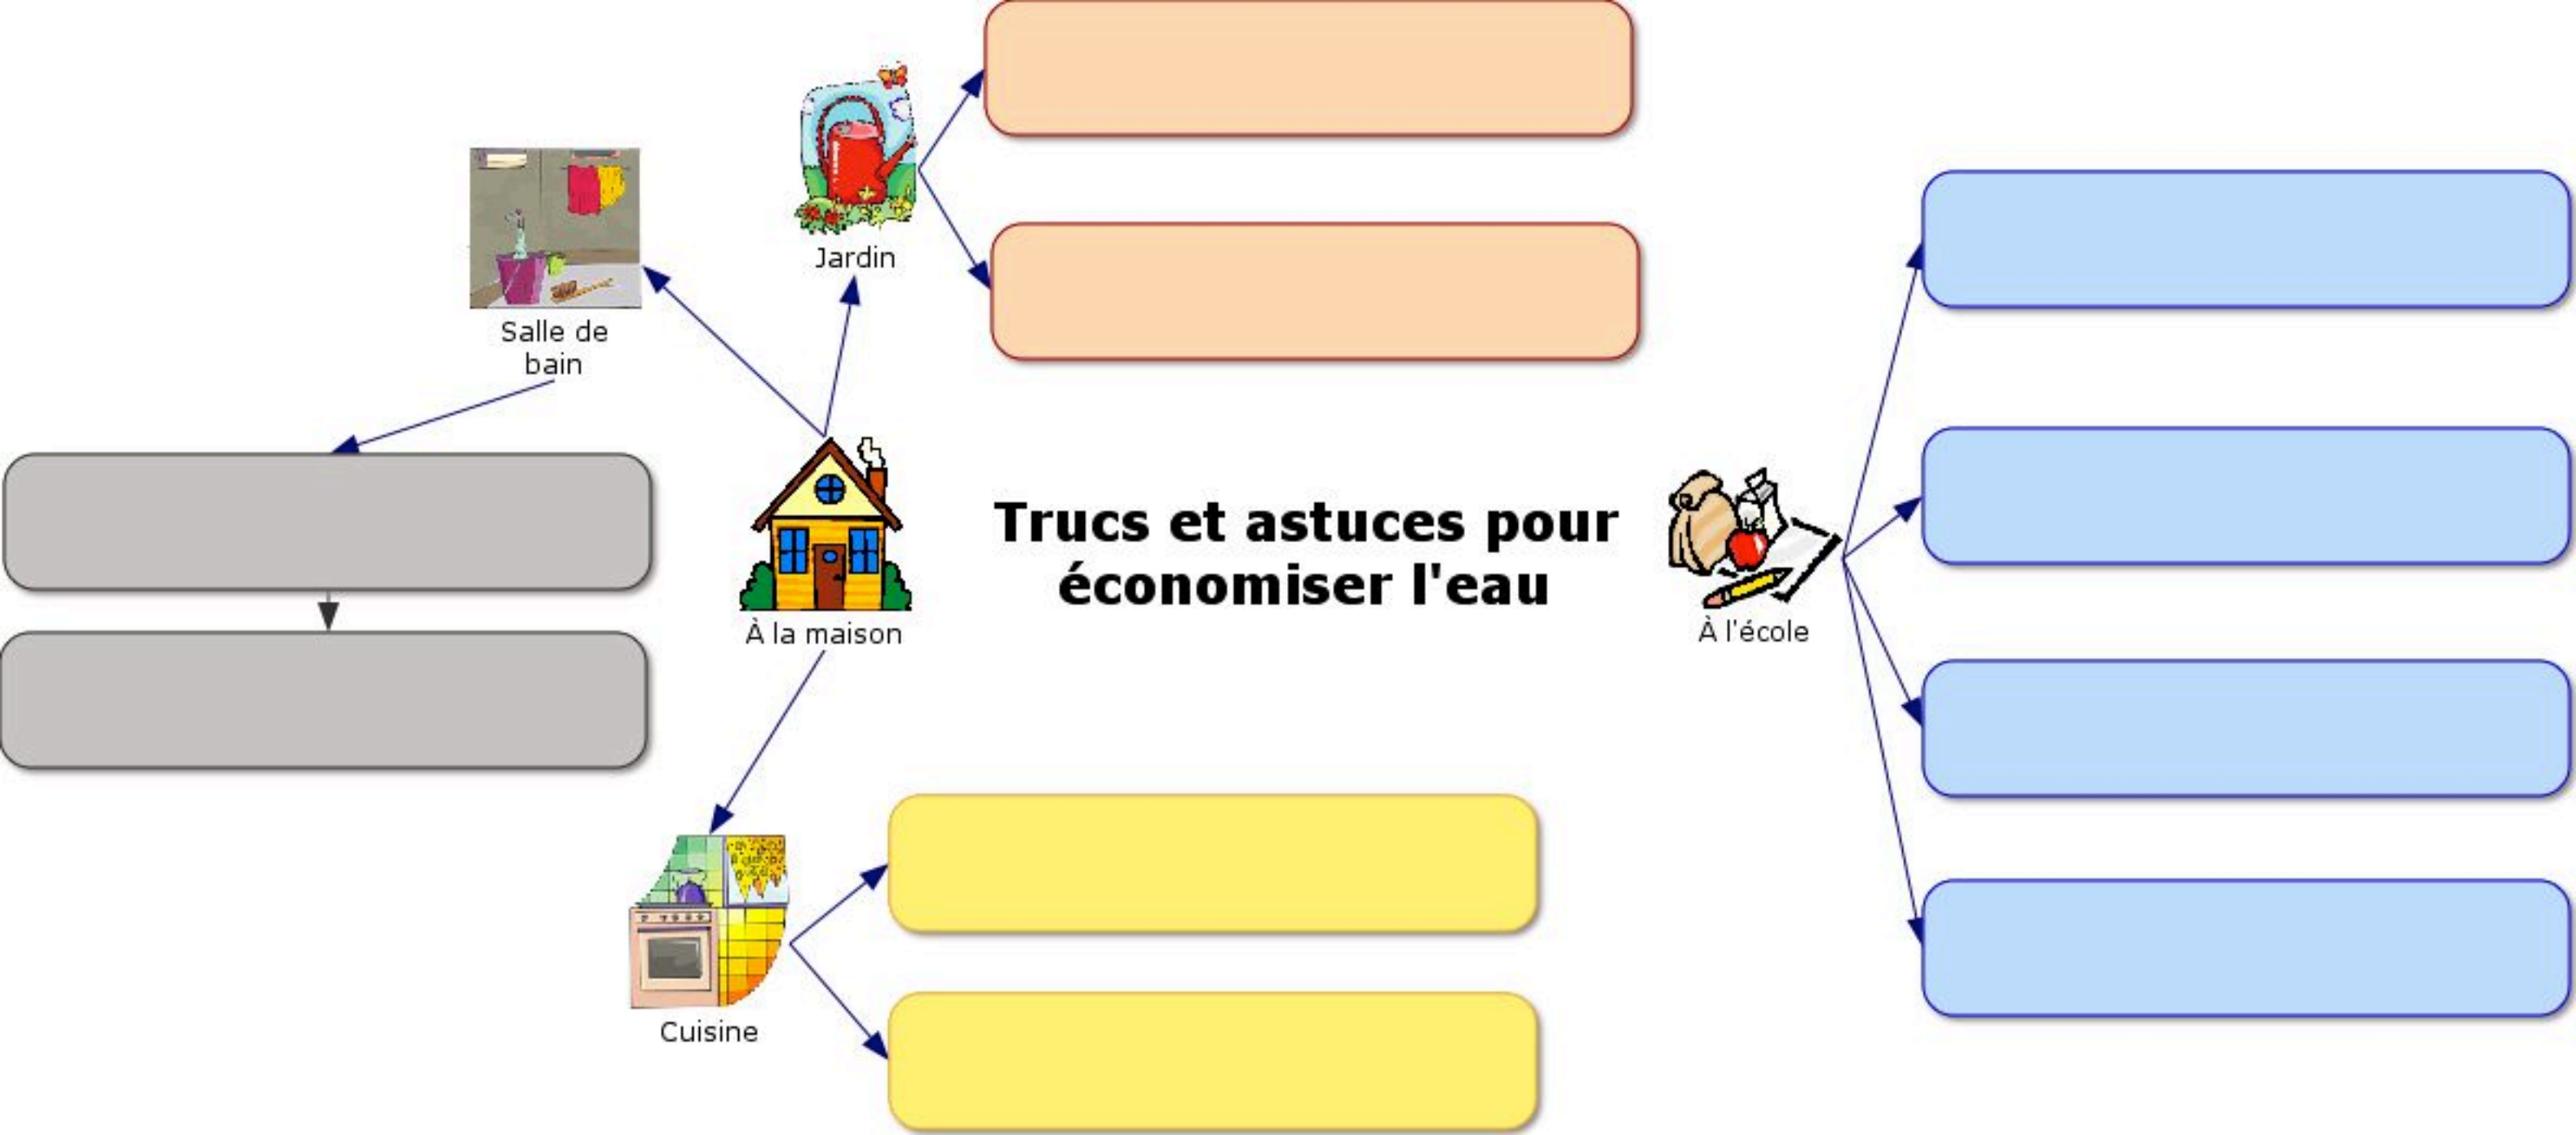 Jardin
Salle de
bain
Trucs et astuces pour
économiser l'eau
À la maison
À l'école
Cuisine